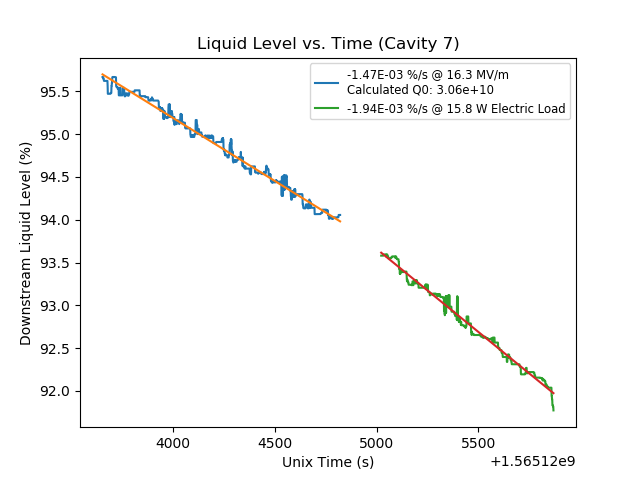 Liquid Level vs. Time (Cavity 7)
-1.47E-03 %/s @ 16.3 MV/m
Calculated Q0: 3.06e+10
-1.94E-03 %/s @ 15.8 W Electric Load
Downstream Liquid Level (%)
95.5
95.0
94.5
94.0
93.5
93.0
92.5
92.0
4000 4500 5000 5500
Unix Time (s)
+1.56512e9